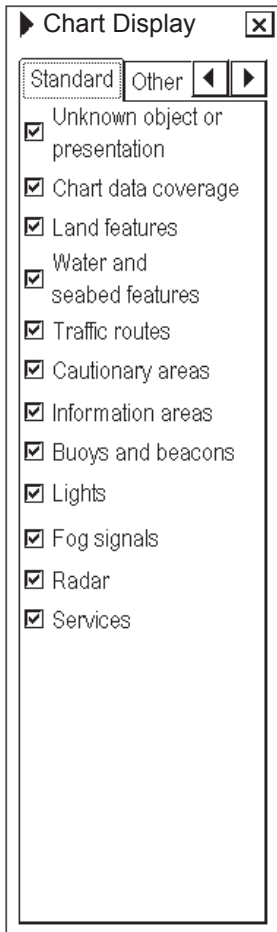 Chart Display
Standard Other
Unknown object or
presentation
Chart data coverage
Land features
Water and
seabed features
Traffic routes
Cautionary areas
Information areas
Buoys and beacons
Lights
Fog signals
Radar
Services